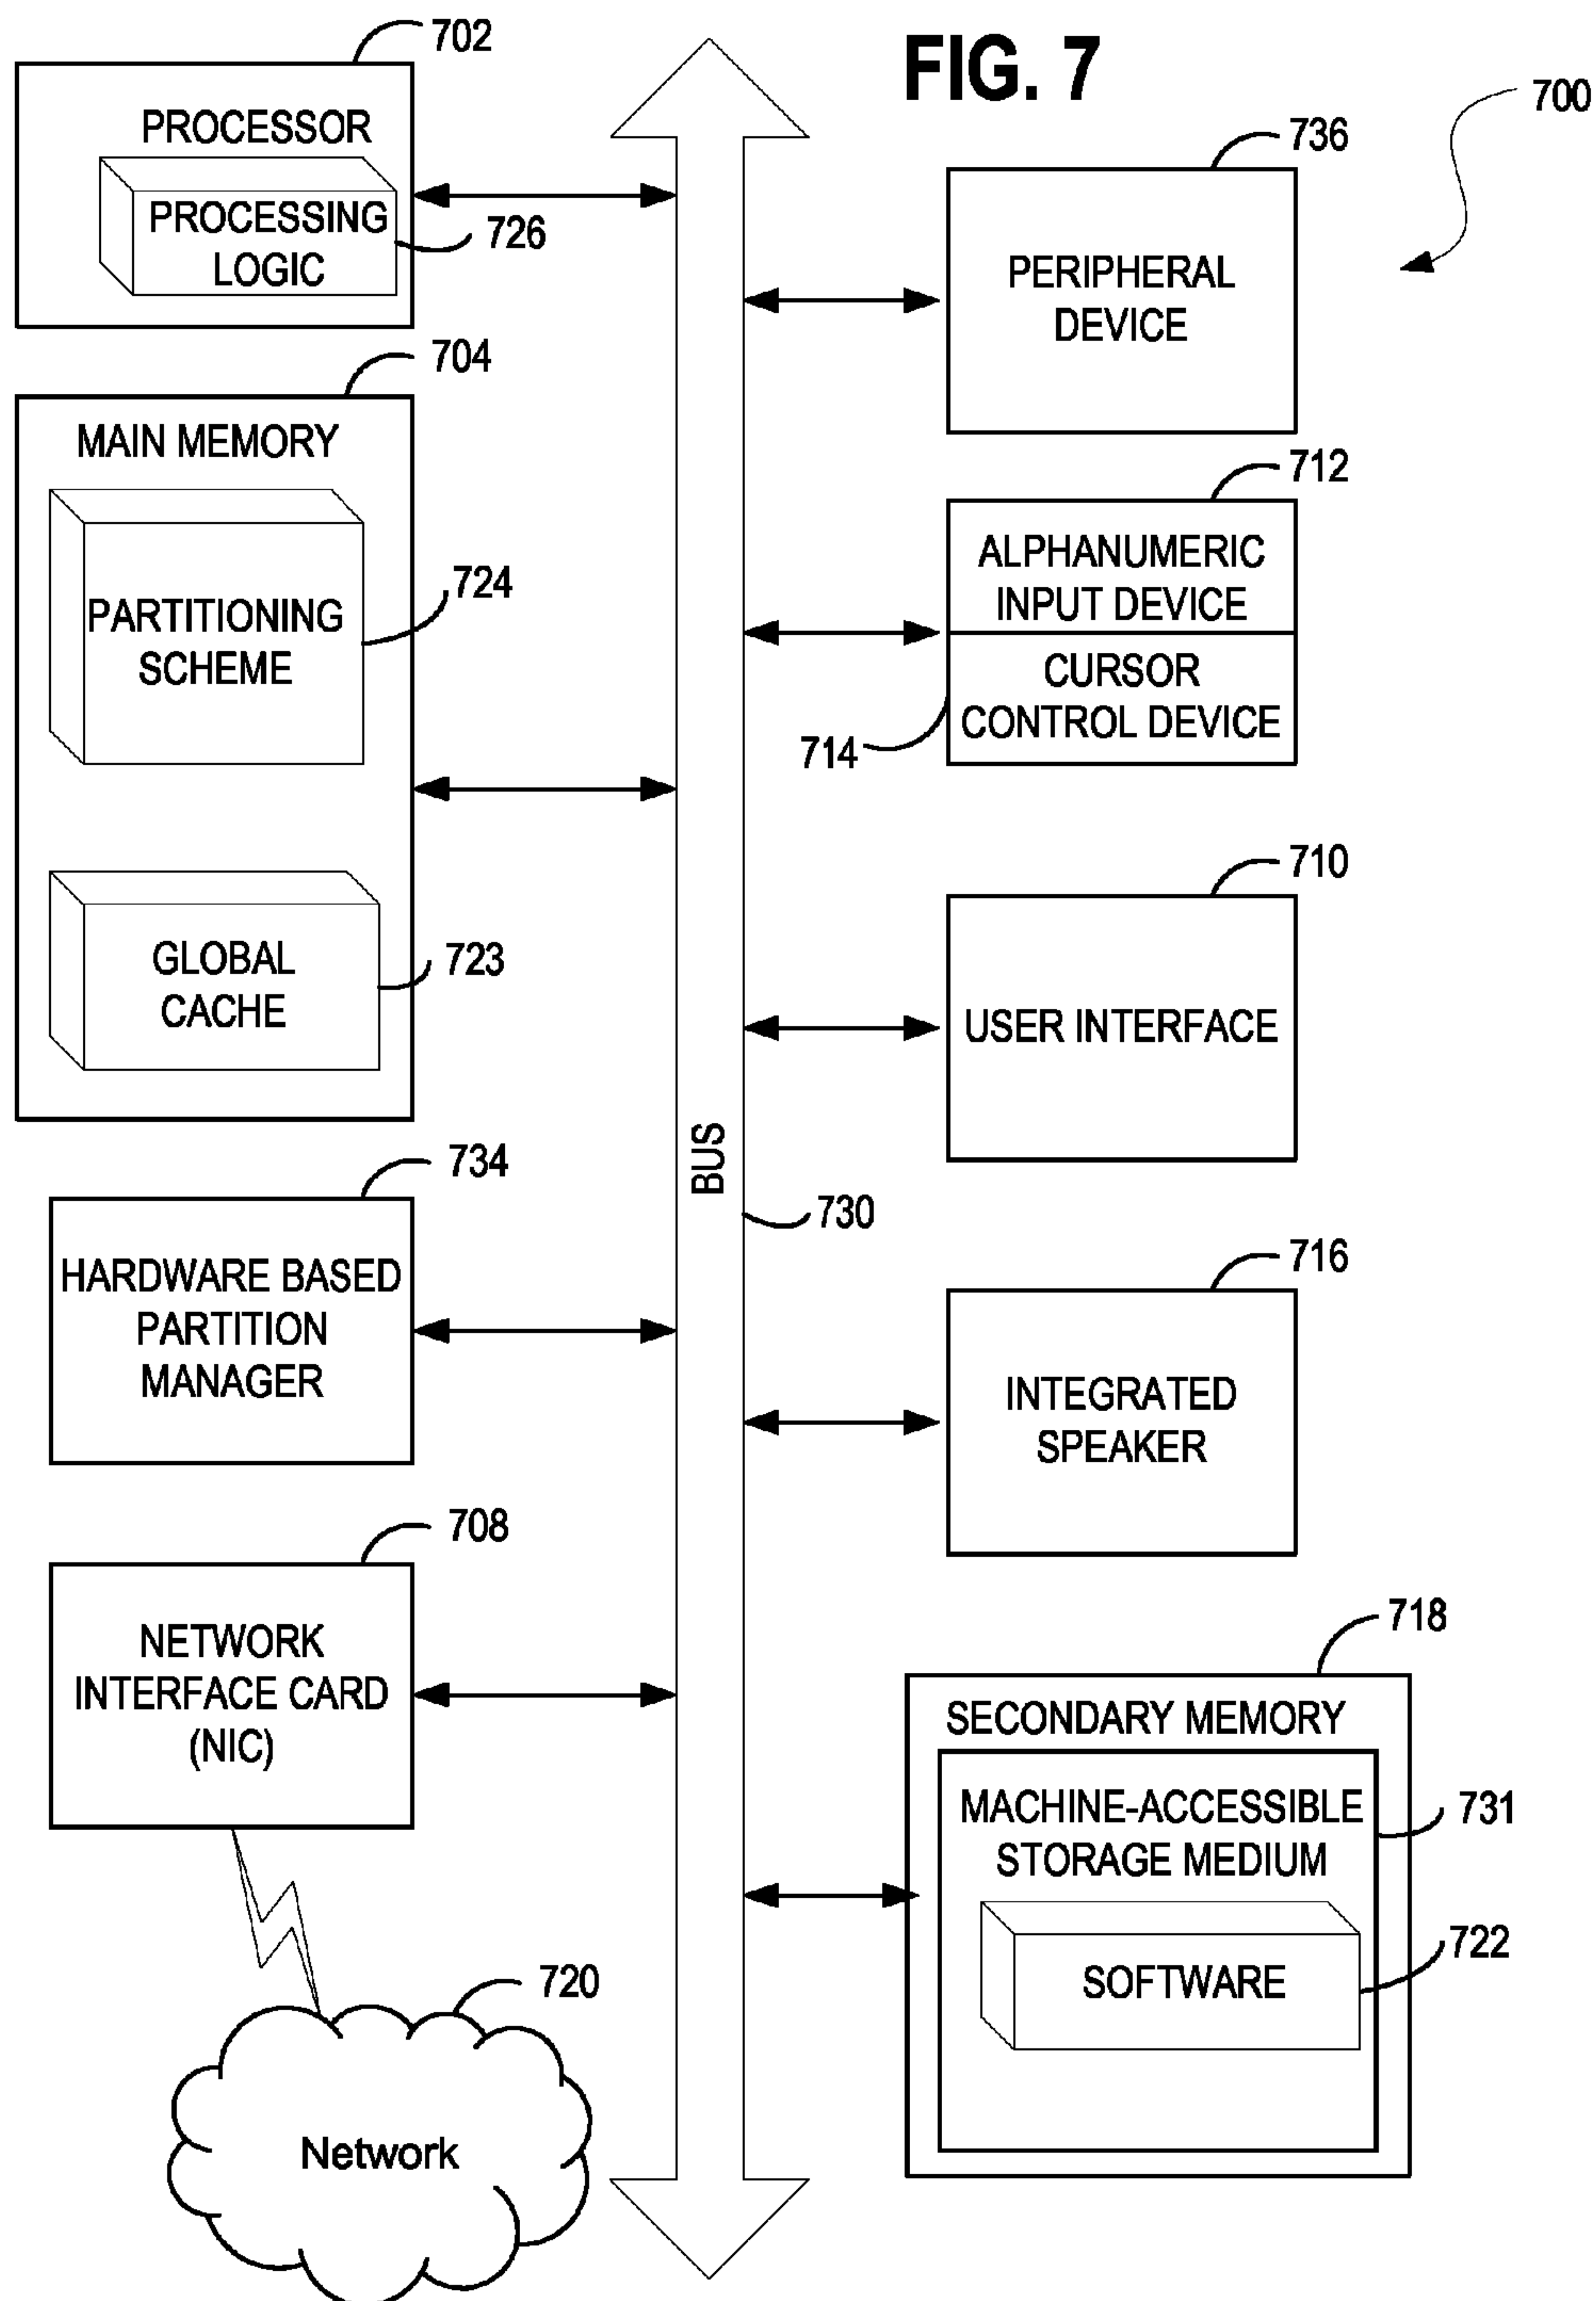 FIG. 7
700
702
PROCESSOR
PROCESSING
LOGIC
726
704
MAIN MEMORY
PARTITIONING
SCHEME
724
GLOBAL
CACHE
723
734
HARDWARE BASED
PARTITION
MANAGER
708
NETWORK
INTERFACE CARD
(NIC)
720
Network
BUS
730
736
PERIPHERAL
DEVICE
712
ALPHANUMERIC
INPUT DEVICE
CURSOR
CONTROL DEVICE
714
710
USER INTERFACE
716
INTEGRATED
SPEAKER
718
SECONDARY MEMORY
MACHINE-ACCESSIBLE
STORAGE MEDIUM
731
SOFTWARE
722